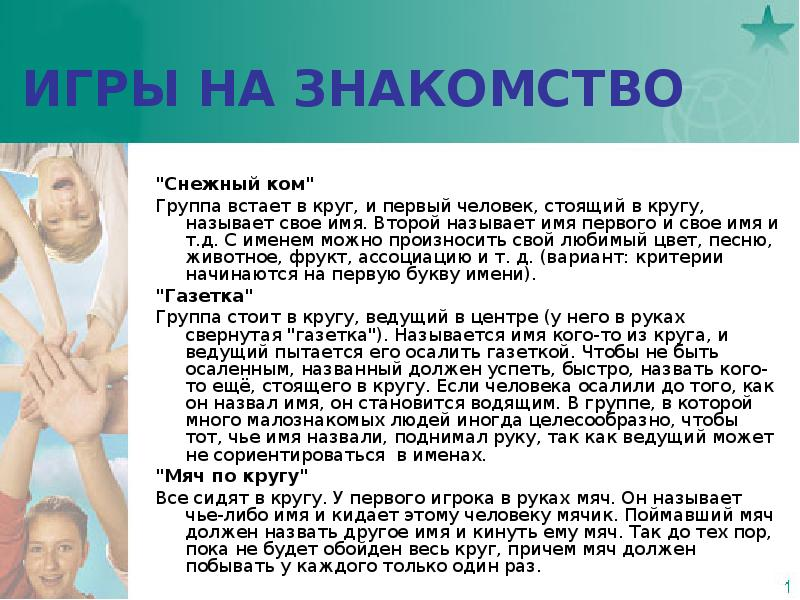 ИГРЫ НА ЗНАКОМСТВО
"Снежный ком"
Группа встает в круг, и первый человек, стоящий в кругу,
называет свое имя. Второй называет имя первого и свое имя и
т.д. С именем можно произносить свой любимый цвет, песню,
животное, фрукт, ассоциацию и т. д. (вариант: критерии
начинаются на первую букву имени).
"Газетка"
Группа стоит в кругу, ведущий в центре (у него в руках
свернутая "газетка"). Называется имя кого-то из круга, и
ведущий пытается его осалить газеткой. Чтобы не быть
осаленным, названный должен успеть, быстро, назвать кого-
то ещё, стоящего в кругу. Если человека осалили до того, как
он назвал имя, он становится водящим. В группе, в которой
много малознакомых людей иногда целесообразно, чтобы
тот, чье имя назвали, поднимал руку, так как ведущий может
не сориентироваться  в именах.
"Мяч по кругу"
Все сидят в кругу. У первого игрока в руках мяч. Он называет
чье-либо имя и кидает этому человеку мячик. Поймавший мяч
должен назвать другое имя и кинуть ему мяч. Так до тех пор,
пока не будет обойден весь круг, причем мяч должен
побывать у каждого только один раз.
1